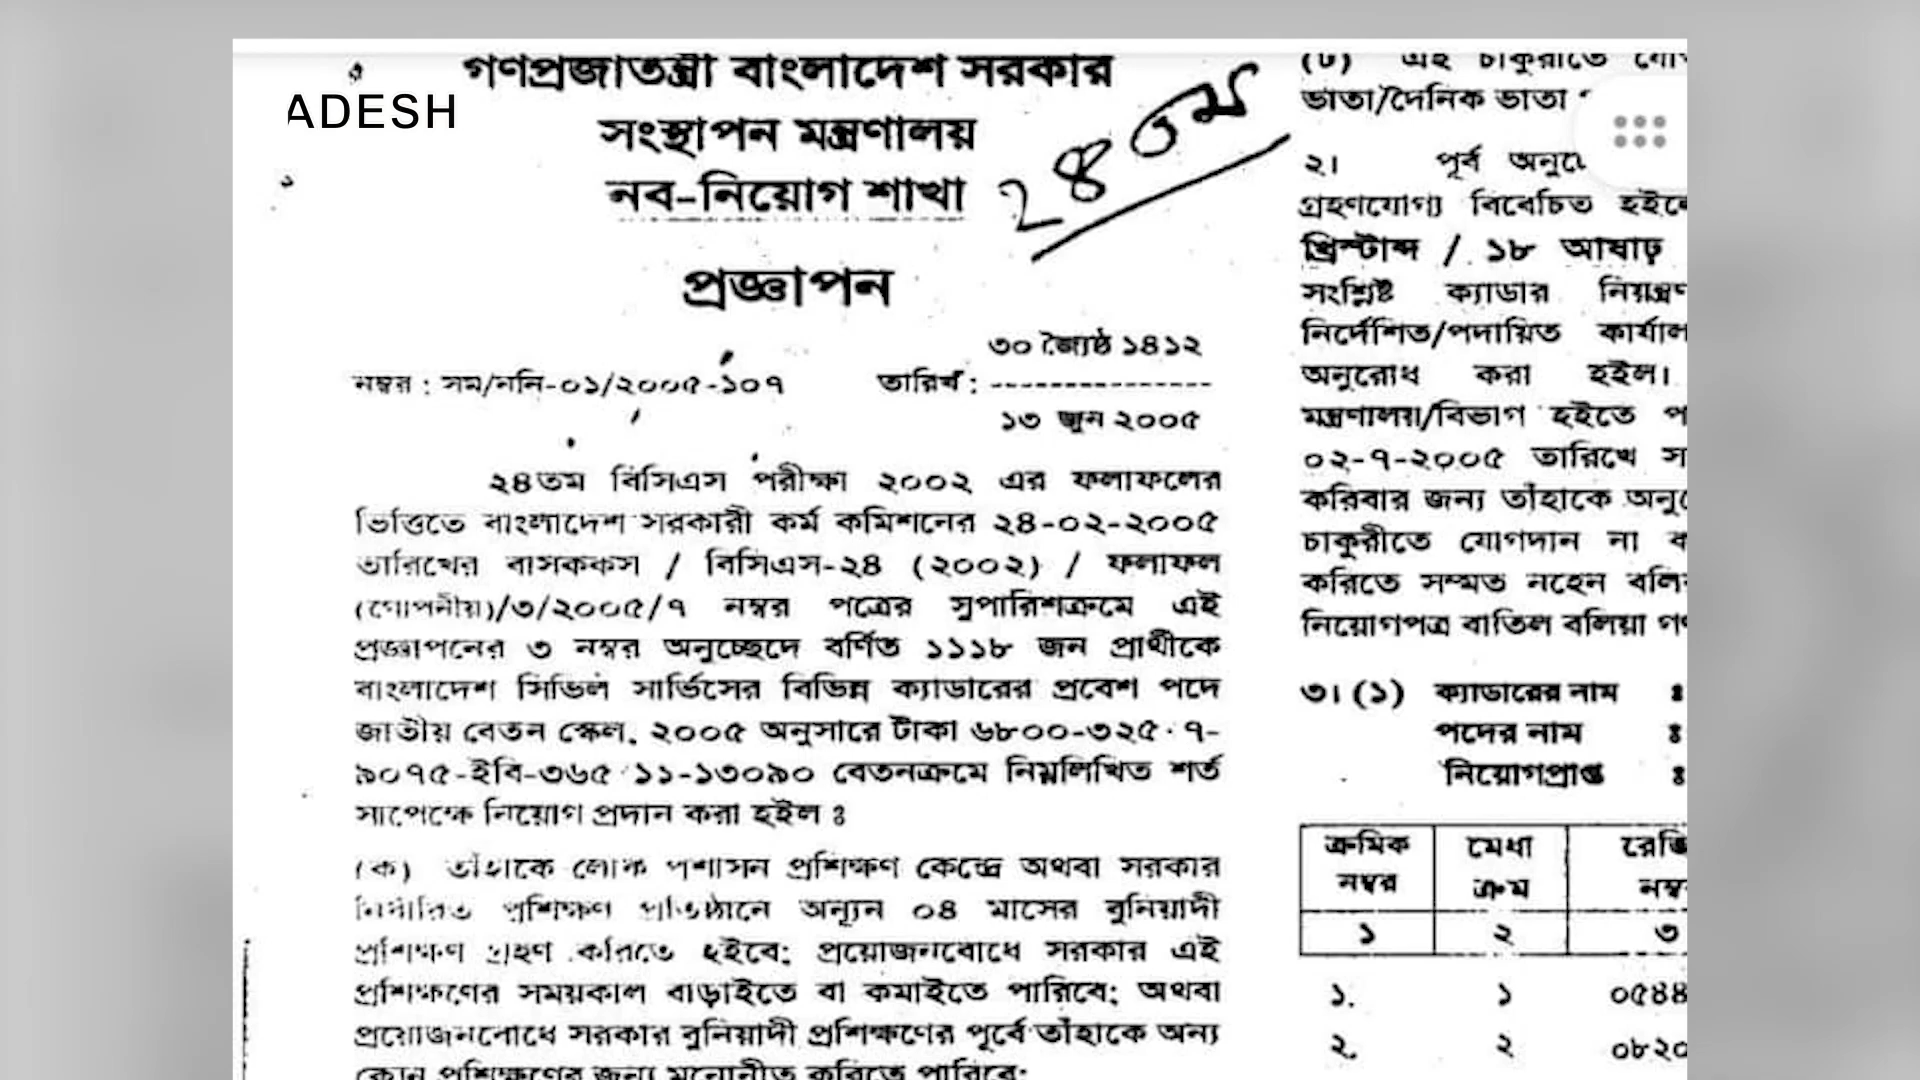 গণপ্রজাতন্ত্রী বাংলাদেশ সরকার
ADESH
সংস্থাপন মন্ত্রণালয়
নব-নিয়োগ শাখা
২৪তম
প্রজ্ঞাপন
৩০ জ্যৈষ্ঠ ১৪১২
নম্বর : সম/ননি-০১/২০০৫-১০৭ তারিখ :
১৩ জুন ২০০৫
২৪তম বিসিএস পরীক্ষা ২০০২ এর ফলাফলের
ভিত্তিতে বাংলাদেশ সরকারী কর্ম কমিশনের ২৪-০২-২০০৫
তারিখের বাসককস / বিসিএস-২৪ (২০০২) / ফলাফল
(গোপনীয়)/৩/২০০৫/৭ নম্বর পত্রের সুপারিশক্রমে এই
প্রজ্ঞাপনের ৩ নম্বর অনুচ্ছেদে বর্ণিত ১১১৮ জন প্রার্থীকে
বাংলাদেশ সিভিল সার্ভিসের বিভিন্ন ক্যাডারের প্রবেশ পদে
জাতীয় বেতন স্কেল, ২০০৫ অনুসারে টাকা ৬৮০০-৩২৫·৭-
৯০৭৫-ইবি-৩৬৫·১১-১৩০৯০ বেতনক্রমে নিম্নলিখিত শর্ত
সাপেক্ষে নিয়োগ প্রদান করা হইল ঃ
(ক) তাঁহাকে লোক প্রশাসন প্রশিক্ষণ কেন্দ্রে অথবা সরকার
নির্ধারিত প্রশিক্ষণ প্রতিষ্ঠানে অন্যূন ০৪ মাসের বুনিয়াদী
প্রশিক্ষণ গ্রহণ করিতে হইবে; প্রয়োজনবোধে সরকার এই
প্রশিক্ষণের সময়কাল বাড়াইতে বা কমাইতে পারিবে; অথবা
প্রয়োজনবোধে সরকার বুনিয়াদী প্রশিক্ষণের পূর্বে তাঁহাকে অন্য
কোন প্রশিক্ষণের জন্য মনোনীত করিতে পারিবে;
এই চাকুরীতে
ভাতা/দৈনিক ভাতা
২। পূর্ব
গ্রহণযোগ্য বিবেচিত
খ্রিস্টাব্দ / ১৮ আষাঢ়
সংশ্লিষ্ট ক্যাডার
নির্দেশিত/পদায়িত
অনুরোধ করা হইল।
মন্ত্রণালয়/বিভাগ হইতে
০২-৭-২০০৫ তারিখে
করিবার জন্য তাঁহাকে
চাকুরীতে যোগদান না
করিতে সম্মত নহেন
নিয়োগপত্র বাতিল বলিয়া
৩। (১) ক্যাডারের নাম ঃ
পদের নাম ঃ
নিয়োগপ্রাপ্ত ঃ
ক্রমিক মেধা
নম্বর ক্রম
১ ২ ৩
১. ১
২. ২